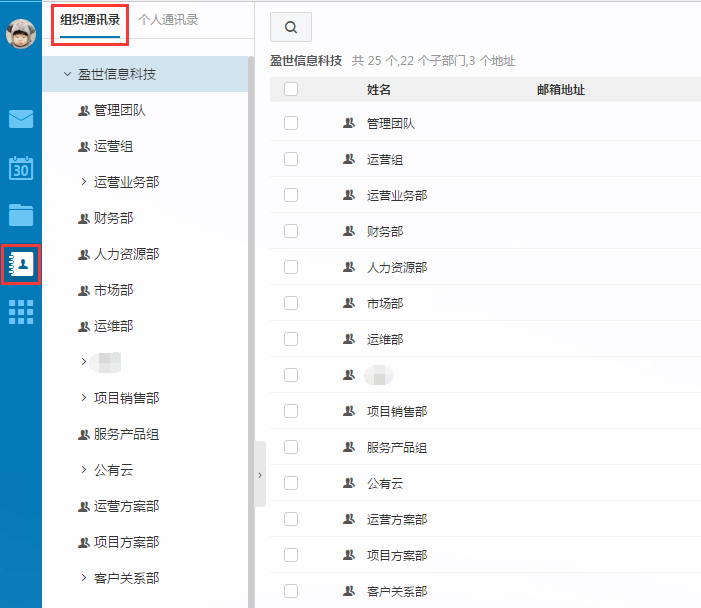 组织通讯录 个人通讯录
盈世信息科技
管理团队
运营组
运营业务部
财务部
人力资源部
市场部
运维部
项目销售部
服务产品组
公有云
运营方案部
项目方案部
客户关系部
30
盈世信息科技 共 25 个,22 个子部门,3 个地址
姓名 邮箱地址
管理团队
运营组
运营业务部
财务部
人力资源部
市场部
运维部
项目销售部
服务产品组
公有云
运营方案部
项目方案部
客户关系部